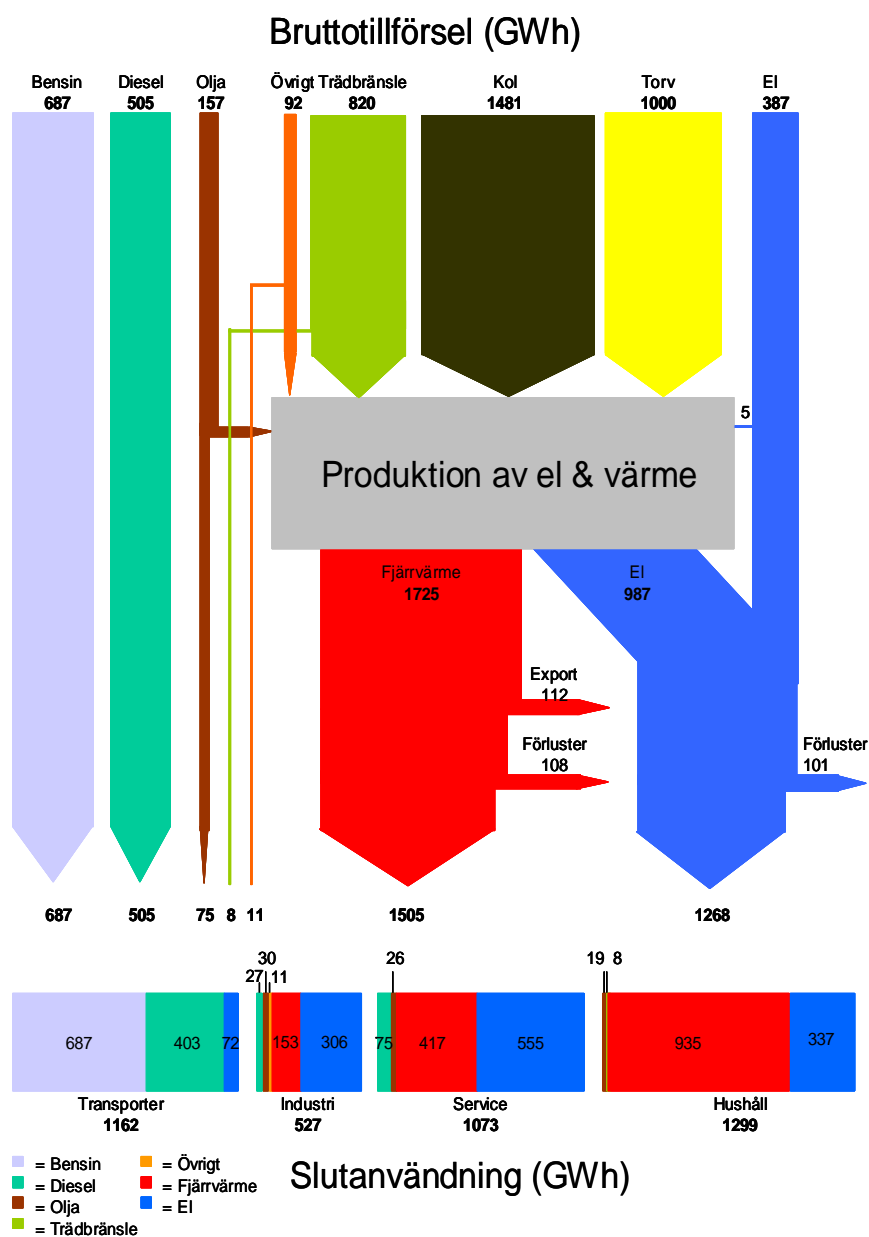 Bruttotillförsel (GWh)
Bensin Diesel Olja Övrigt Trädbränsle Kol Torv El
687 505 157 92 820 1481 1000 387
5
Produktion av el & värme
Fjärrvärme El
1725 987
Export
112
Förluster Förluster
108 101
687 505 75 8 11 1505 1268
30 26 19 8
27 11
687 403 72 153 306 75 417 555 935 337
Transporter Industri Service Hushåll
1162 527 1073 1299
= Bensin = Övrigt
= Diesel = Fjärrvärme
= Olja = El
= Trädbränsle
Slutanvändning (GWh)